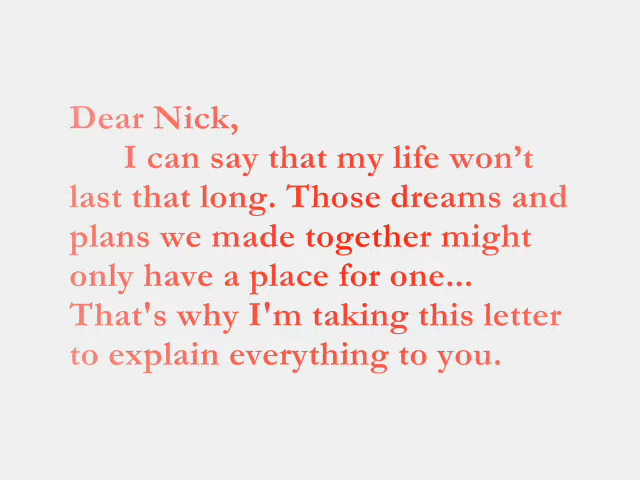 Dear Nick,
I can say that my life won’t
last that long. Those dreams and
plans we made together might
only have a place for one...
That's why I'm taking this letter
to explain everything to you.